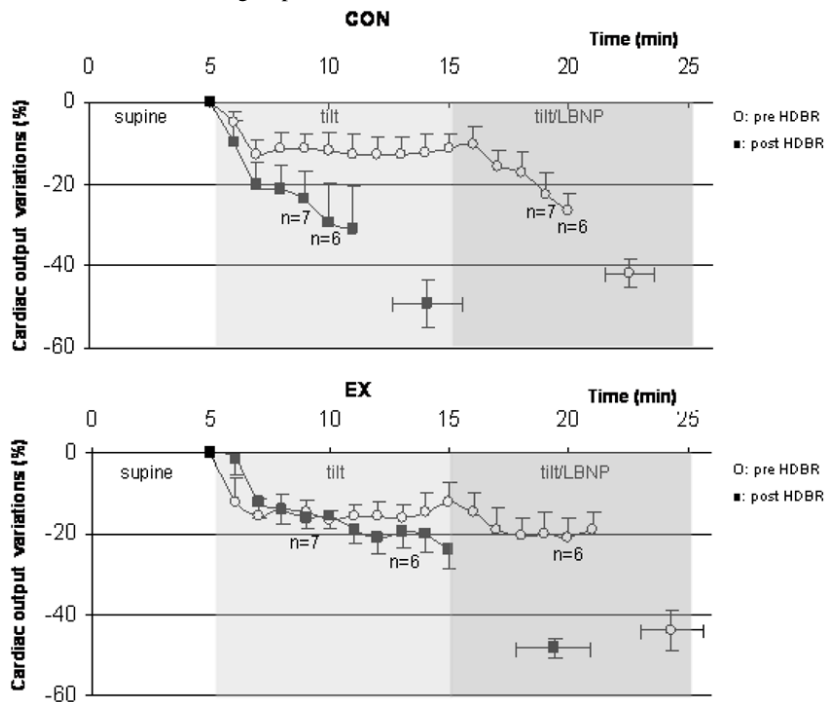 CON
Time (min)
0 5 10 15 20 25
Cardiac output variations (%)
0
-20
-40
-60
supine tilt tilt/LBNP
n=7
n=6
n=7
n=6
○: pre HDBR
■: post HDBR
EX
Time (min)
0 5 10 15 20 25
Cardiac output variations (%)
0
-20
-40
-60
supine tilt tilt/LBNP
n=7
n=6
n=6
○: pre HDBR
■: post HDBR